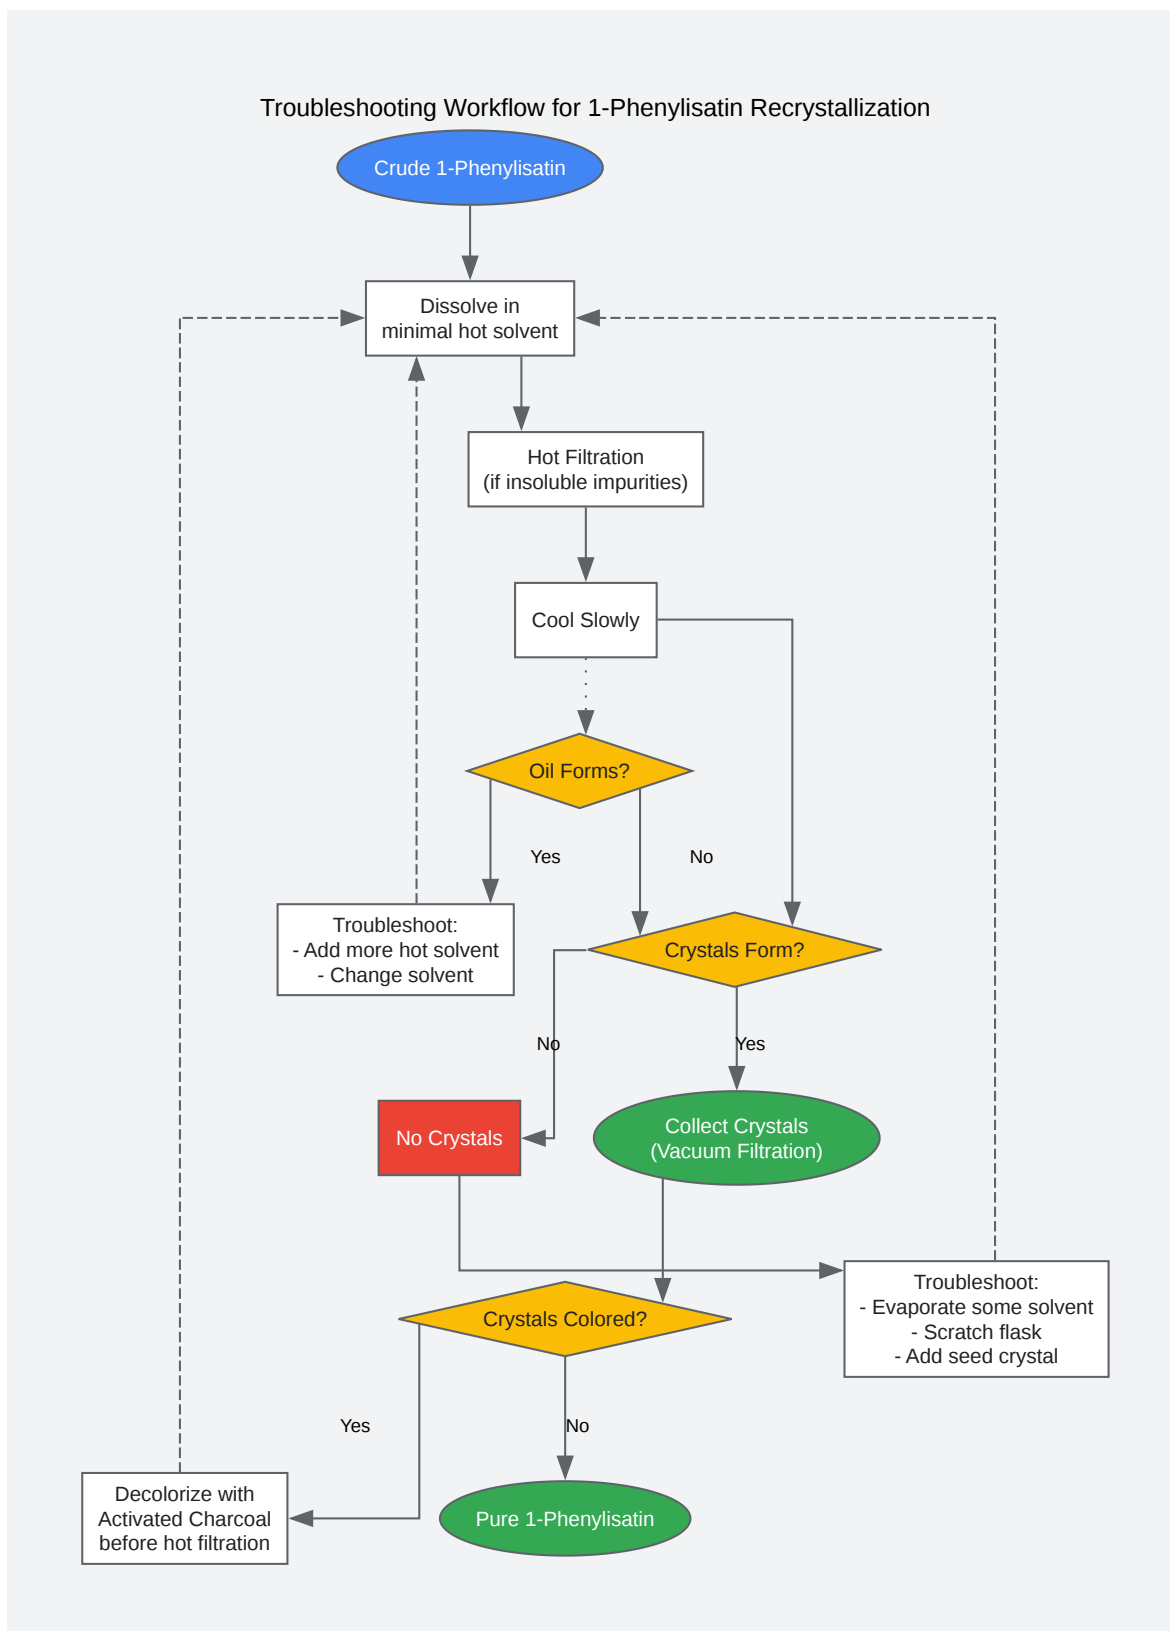 Troubleshooting Workflow for 1-Phenylisatin Recrystallization
Crude 1-Phenylisatin
Dissolve in
minimal hot solvent
Hot Filtration
(if insoluble impurities)
Cool Slowly
Oil Forms?
Yes
No
Troubleshoot:
- Add more hot solvent
- Change solvent
Crystals Form?
No
Yes
No Crystals
Collect Crystals
(Vacuum Filtration)
Troubleshoot:
- Evaporate some solvent
- Scratch flask
- Add seed crystal
Crystals Colored?
Yes
No
Decolorize with
Activated Charcoal
before hot filtration
Pure 1-Phenylisatin